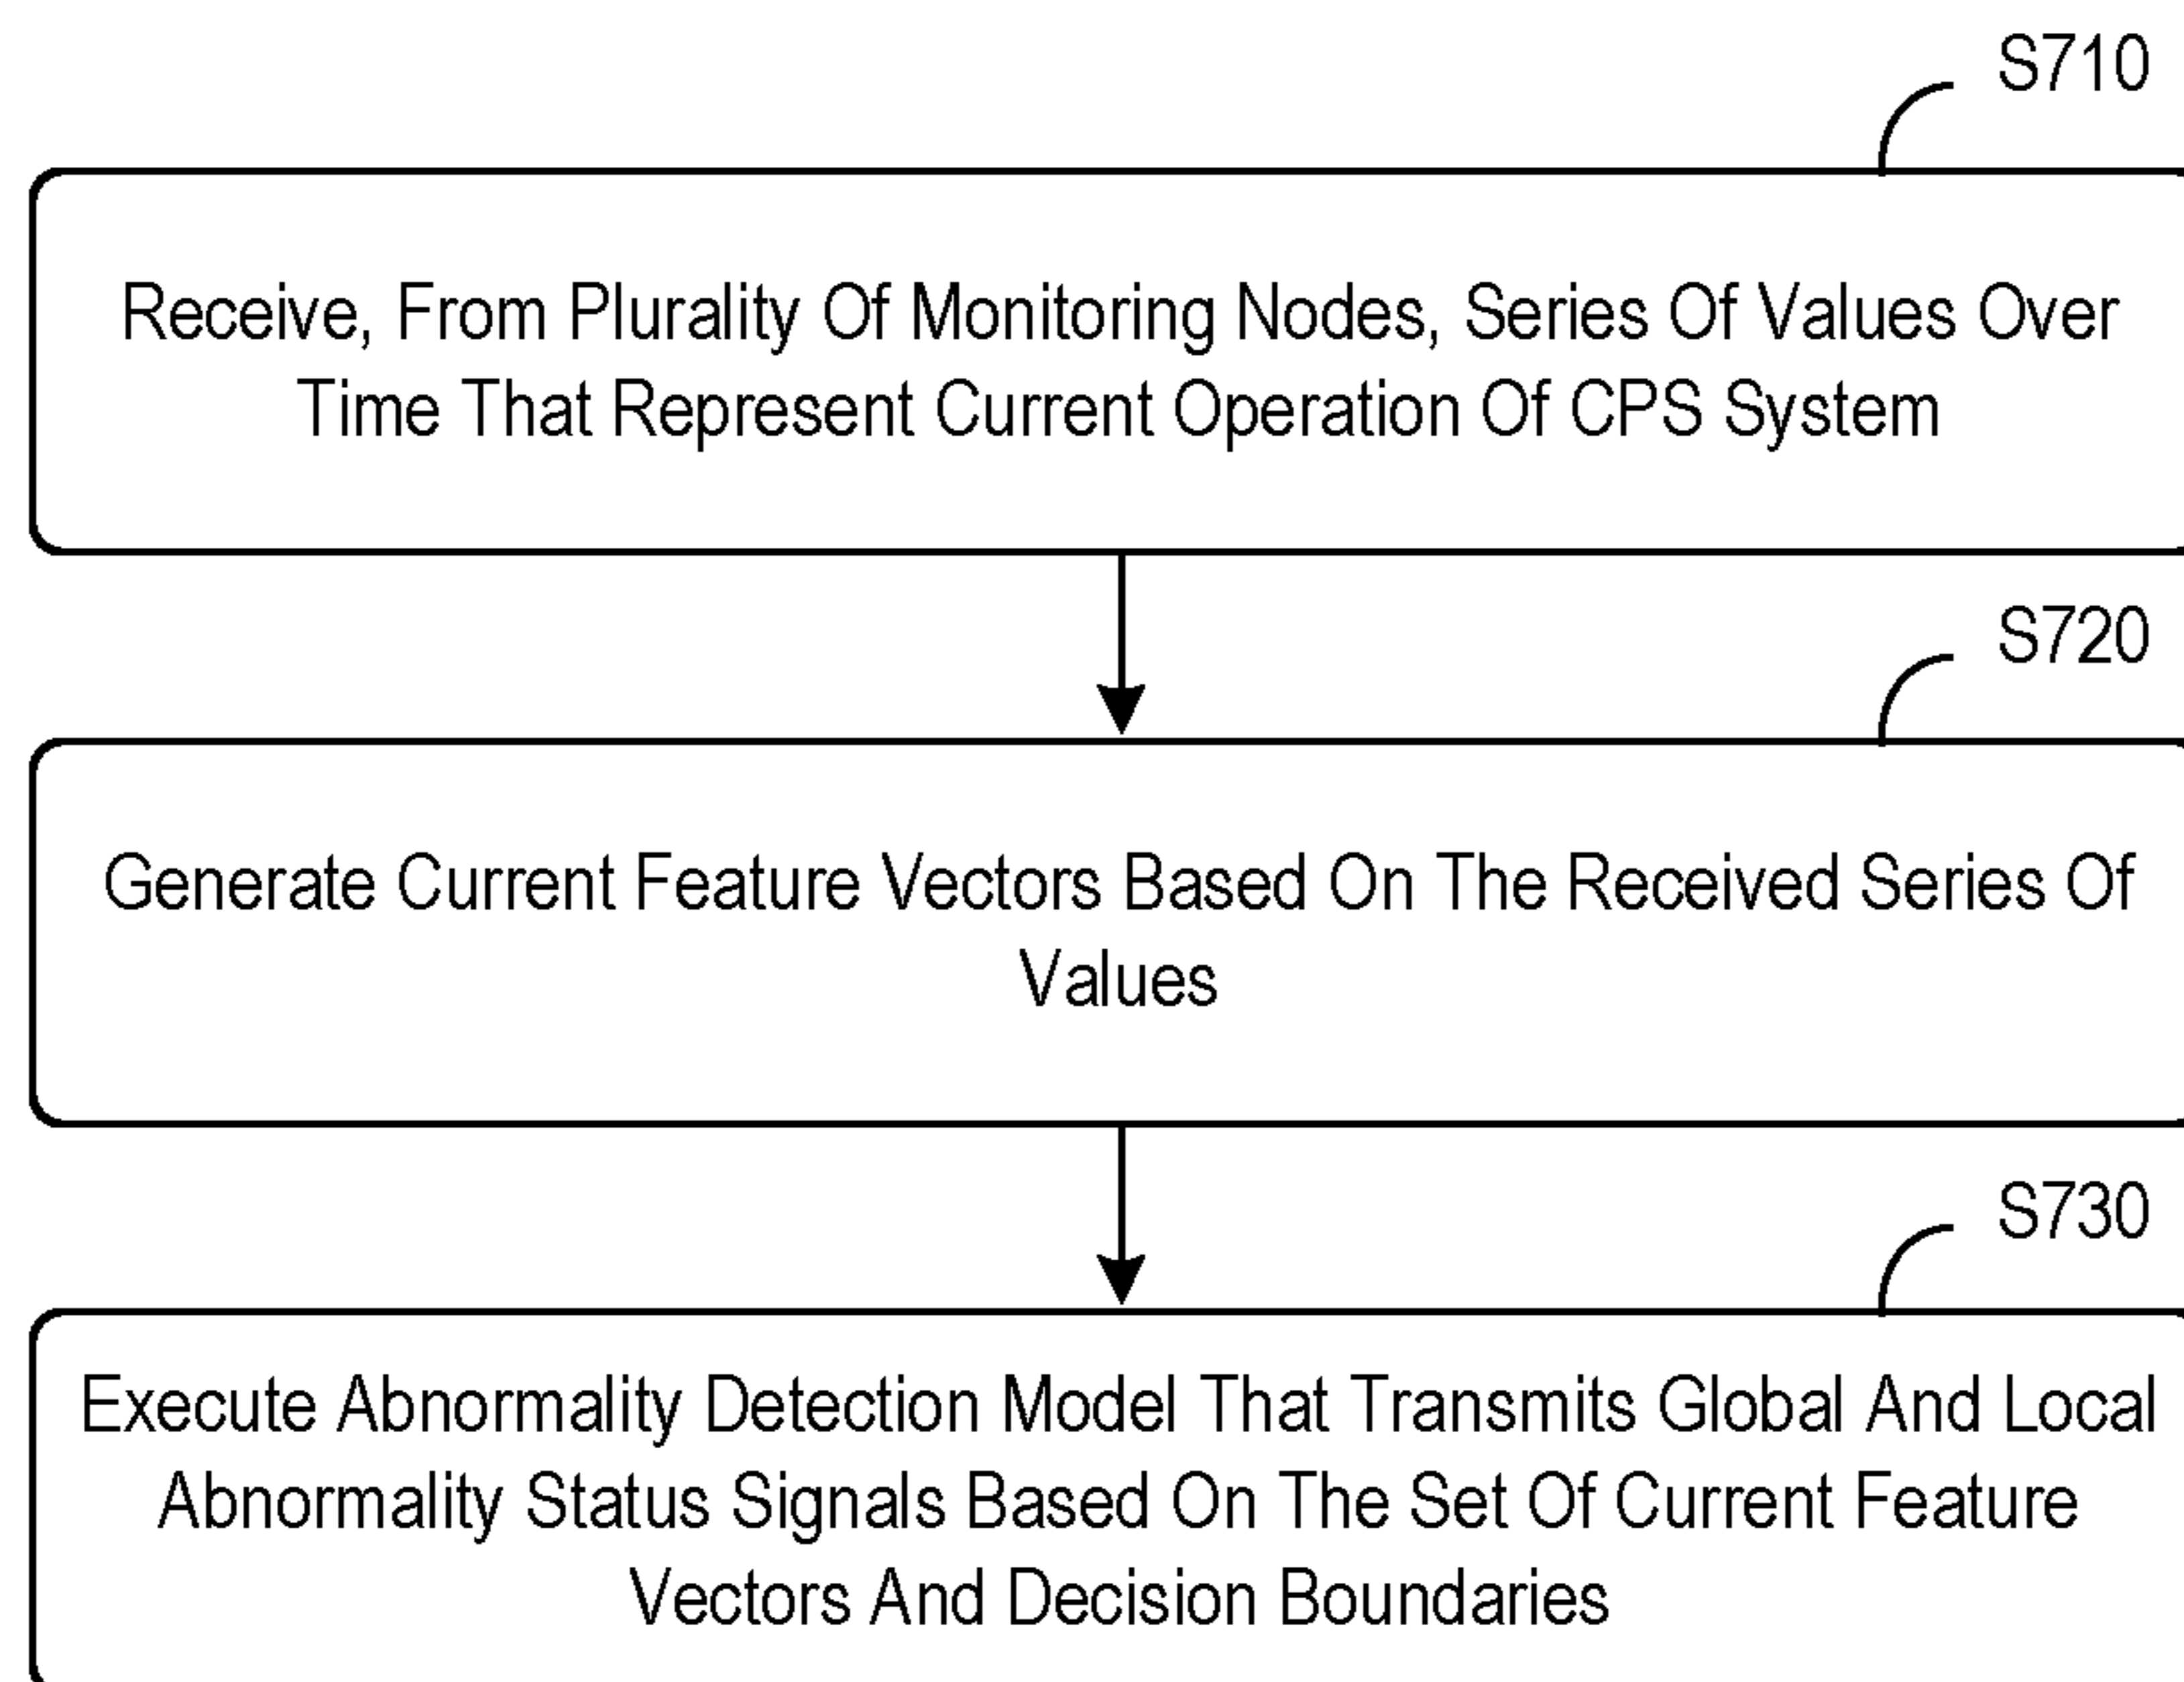 S710
Receive, From Plurality Of Monitoring Nodes, Series Of Values Over
Time That Represent Current Operation Of CPS System
S720
Generate Current Feature Vectors Based On The Received Series Of
Values
S730
Execute Abnormality Detection Model That Transmits Global And Local
Abnormality Status Signals Based On The Set Of Current Feature
Vectors And Decision Boundaries